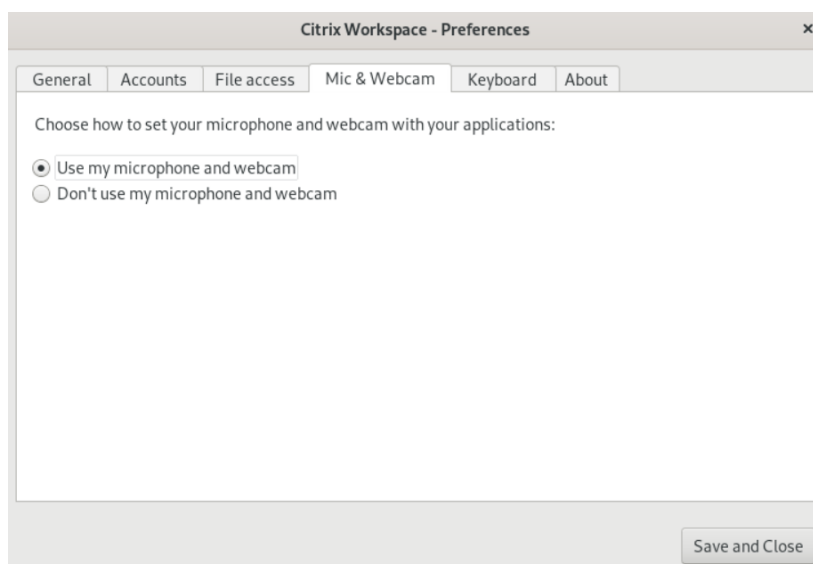 Citrix Workspace - Preferences ×
General Accounts File access Mic & Webcam Keyboard About
Choose how to set your microphone and webcam with your applications:
Use my microphone and webcam
Don't use my microphone and webcam
Save and Close